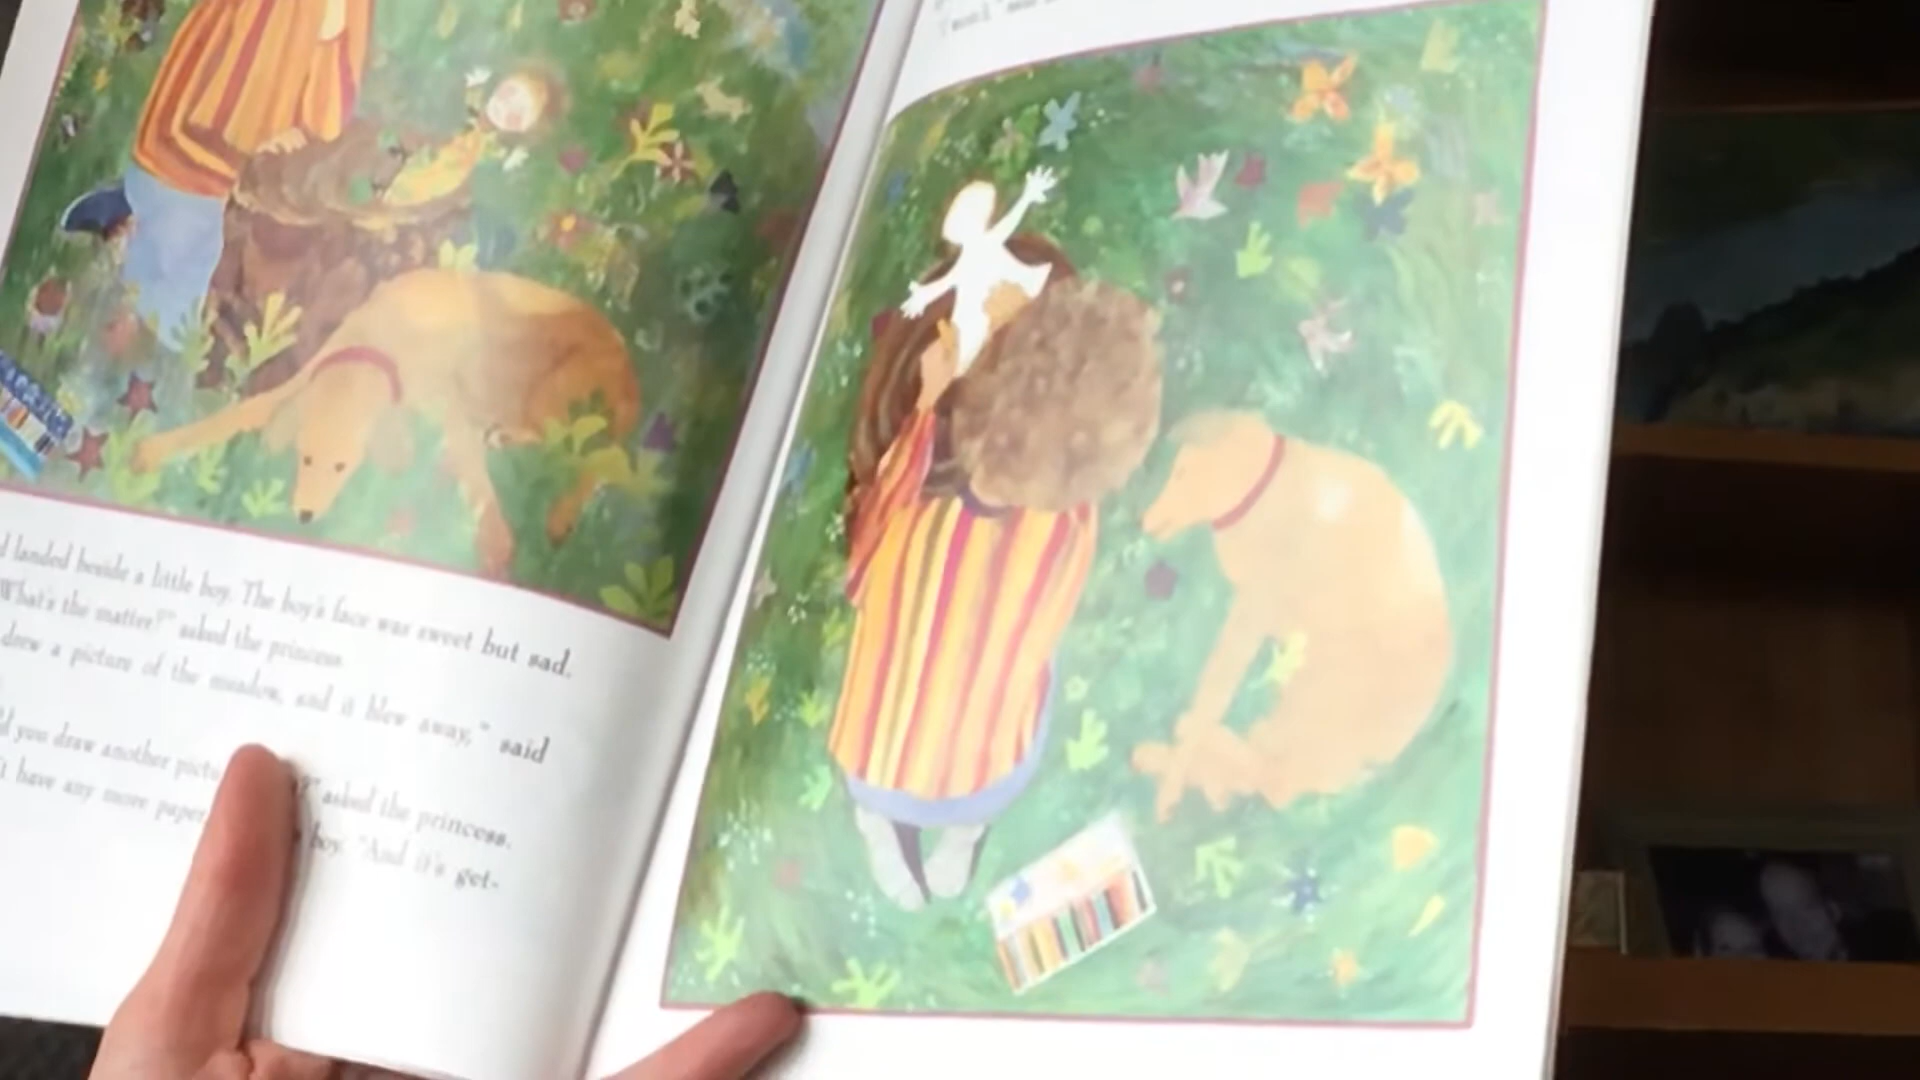 d landed beside a little boy. The boy's face was sweet but sad.
What's the matter?" asked the princess.
drew a picture of the meadow, and it blew away," said
d you draw another pictu ?" asked the princess.
't have any more paper boy. "And it's get-